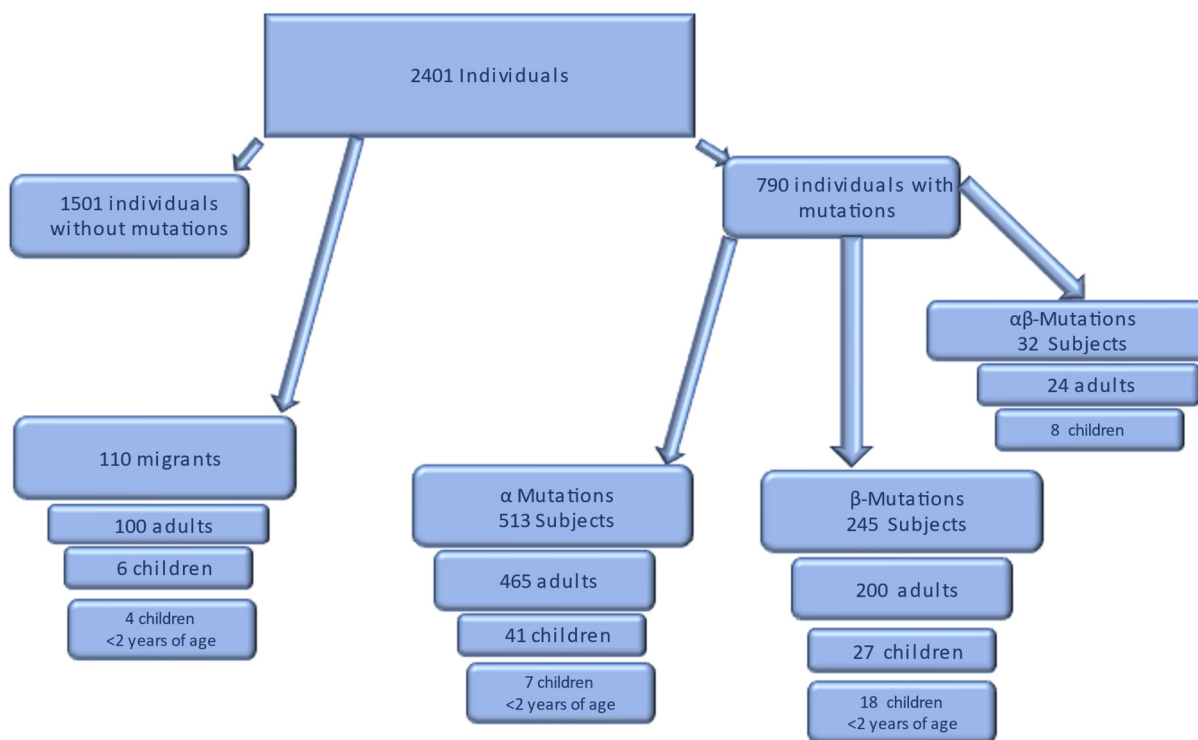 2401 Individuals
1501 individuals
without mutations
790 individuals with
mutations
110 migrants
100 adults
6 children
4 children
<2 years of age
α Mutations
513 Subjects
465 adults
41 children
7 children
<2 years of age
β-Mutations
245 Subjects
200 adults
27 children
18 children
<2 years of age
αβ-Mutations
32 Subjects
24 adults
8 children